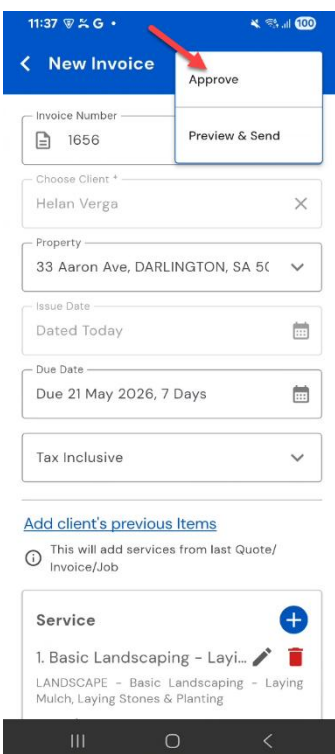 11:37 G • 100
New Invoice
Approve
Preview & Send
Invoice Number
1656
Choose Client *
Helan Verga
Property
33 Aaron Ave, DARLINGTON, SA 50
Issue Date
Dated Today
Due Date
Due 21 May 2026, 7 Days
Tax Inclusive
Add client's previous Items
This will add services from last Quote/
Invoice/Job
Service
1. Basic Landscaping - Layi...
LANDSCAPE - Basic Landscaping - Laying
Mulch, Laying Stones & Planting